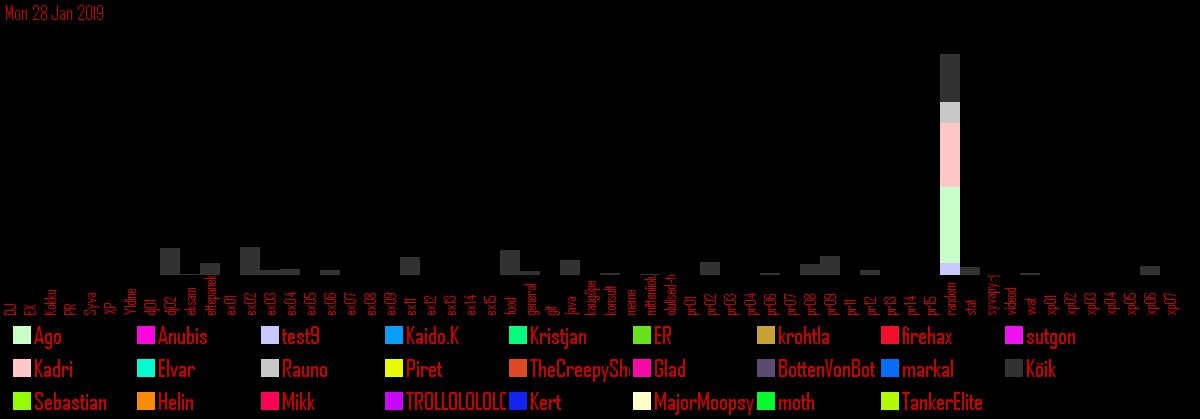 Mon 28 Jan 2019
DJ
EX
Kokku
PR
Syva
XP
Yldine
dj01
dj02
eksam
ettepanek
ex01
ex02
ex03
ex04
ex05
ex06
ex07
ex08
ex09
ex11
ex12
ex13
ex14
ex15
food
general
git
java
kaugõpe
konsult
meme
olulised-t
pr01
pr02
pr03
pr04
pr06
pr07
pr08
pr09
pr11
pr12
pr13
pr14
pr15
random
stat
videod
wat
xp01
xp02
xp03
xp04
xp05
xp06
xp07
Ago Anubis test9 Kaido.K Kristjan ER krohtla firehax sutgon
Kadri Elvar Rauno Piret TheCreepySh Glad BottenVonBot markal Kõik
Sebastian Helin Mikk TROLLOLOLOLO Kert MajorMoopsy moth TankerElite